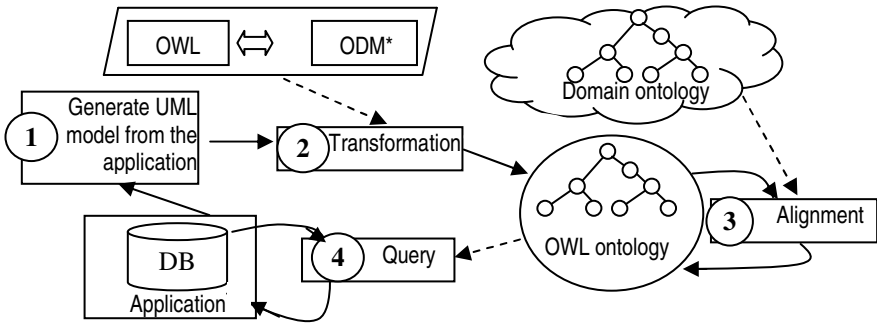 OWL
ODM*
Domain ontology
Generate UML
model from the
application
1
2
Transformation
OWL ontology
3
Alignment
DB
Application
4
Query